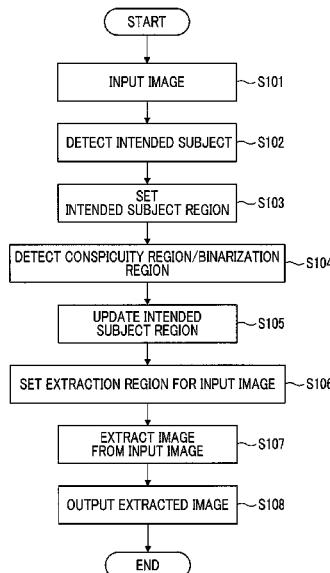 START
INPUT IMAGE
S101
DETECT INTENDED SUBJECT
S102
SET
INTENDED SUBJECT REGION
S103
DETECT CONSPICUITY REGION/BINARIZATION
REGION
S104
UPDATE INTENDED
SUBJECT REGION
S105
SET EXTRACTION REGION FOR INPUT IMAGE
S106
EXTRACT IMAGE
FROM INPUT IMAGE
S107
OUTPUT EXTRACTED IMAGE
S108
END